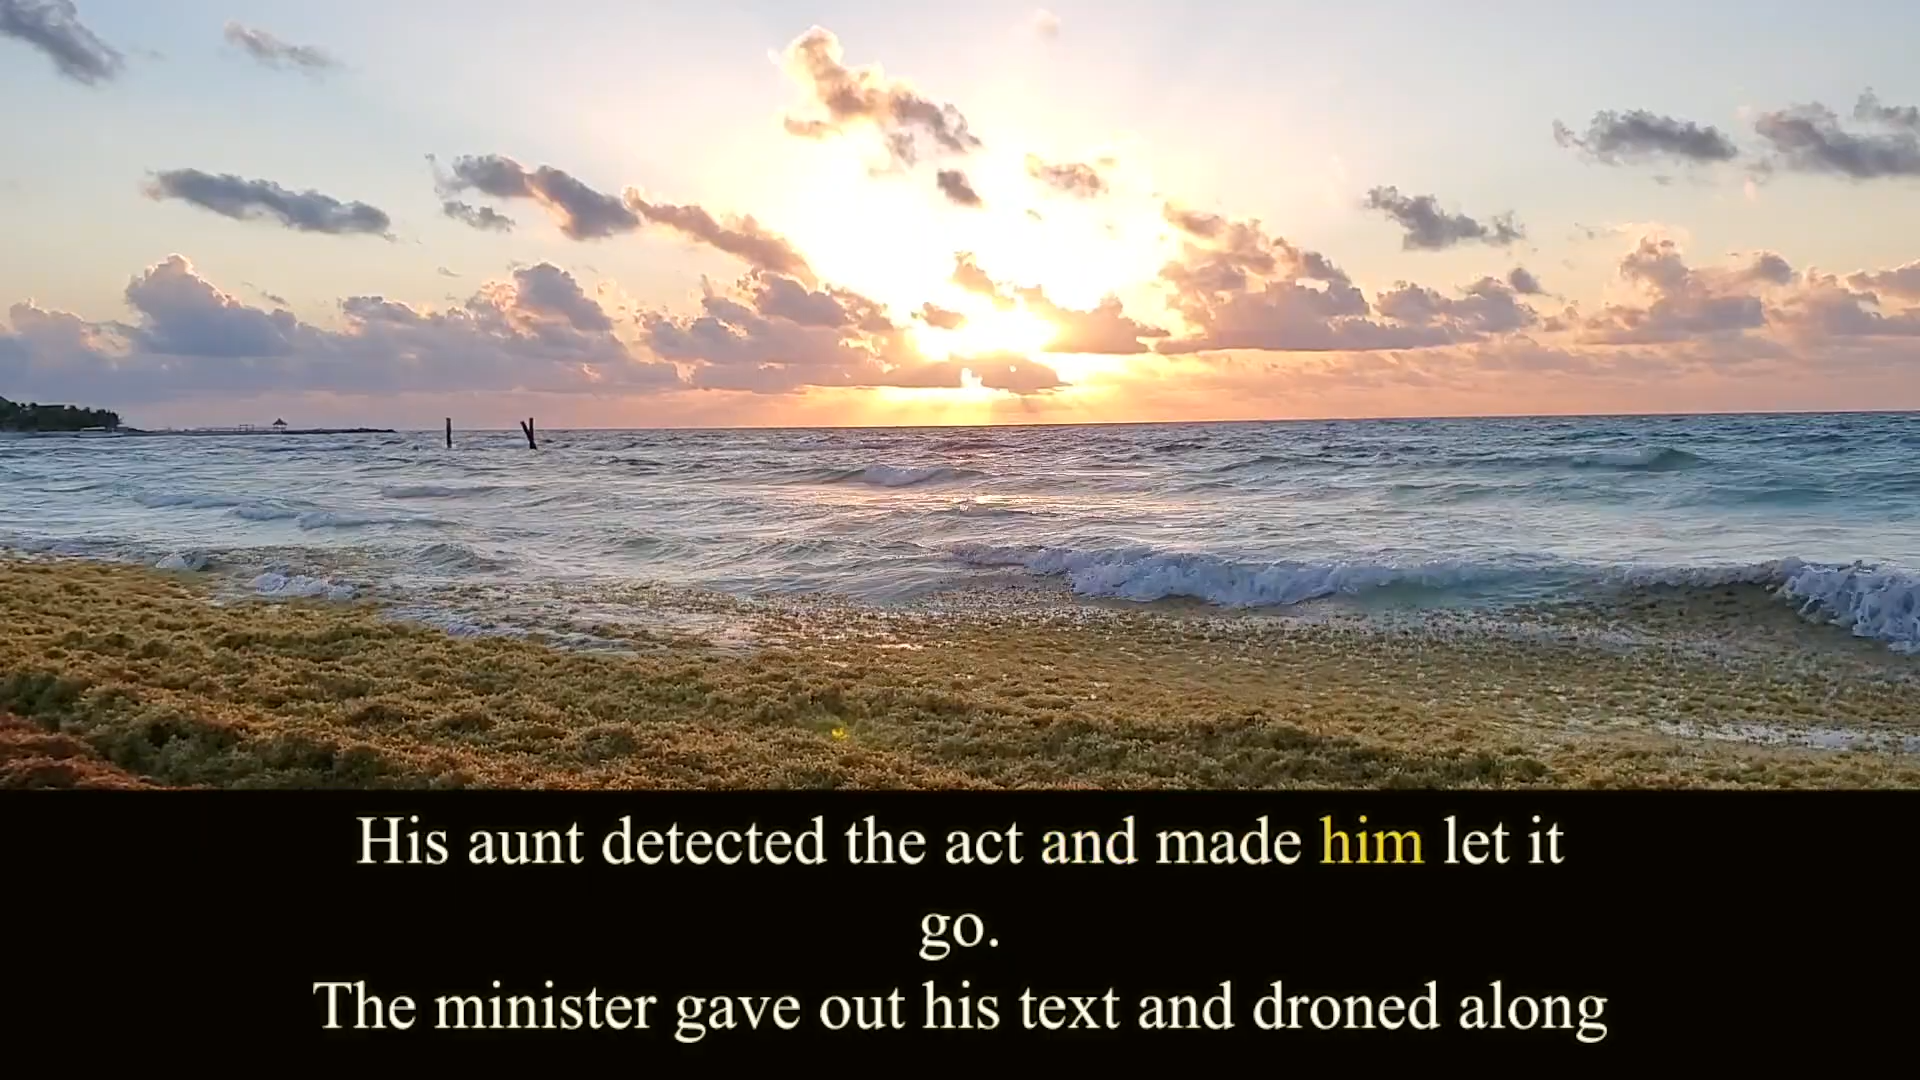 His aunt detected the act and made him let it
go.
The minister gave out his text and droned along